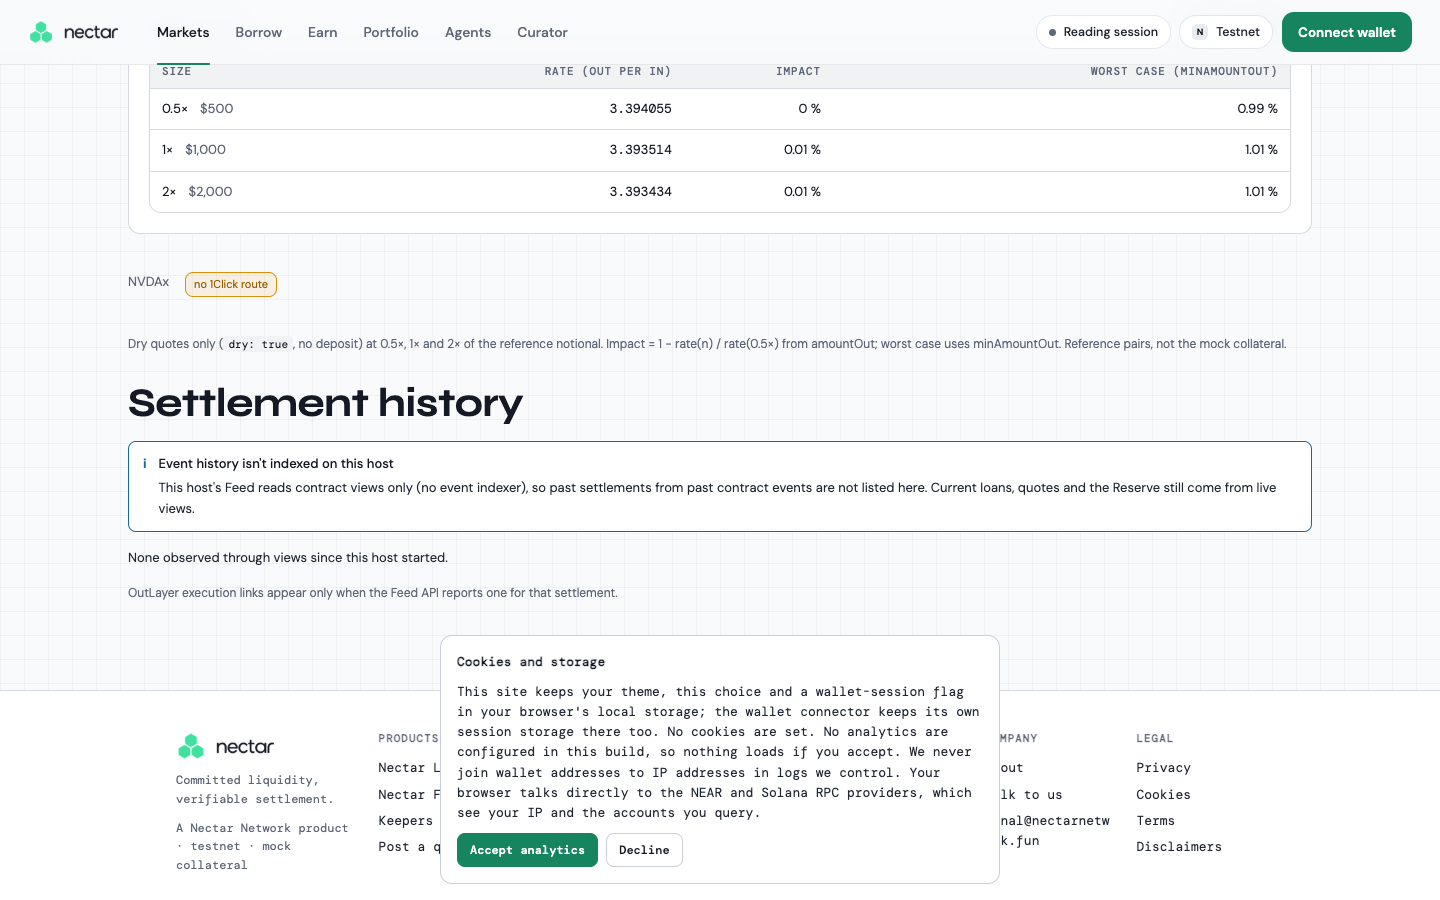 nectar Markets Borrow Earn Portfolio Agents Curator Reading session N Testnet Connect wallet
SIZE RATE (OUT PER IN) IMPACT WORST CASE (MINAMOUNTOUT)
0.5× $500 3.394055 0 % 0.99 %
1× $1,000 3.393514 0.01 % 1.01 %
2× $2,000 3.393434 0.01 % 1.01 %
NVDAx no 1Click route
Dry quotes only ( dry: true , no deposit) at 0.5×, 1× and 2× of the reference notional. Impact = 1 − rate(n) / rate(0.5×) from amountOut; worst case uses minAmountOut. Reference pairs, not the mock collateral.
Settlement history
i Event history isn't indexed on this host
This host's Feed reads contract views only (no event indexer), so past settlements from past contract events are not listed here. Current loans, quotes and the Reserve still come from live
views.
None observed through views since this host started.
OutLayer execution links appear only when the Feed API reports one for that settlement.
Cookies and storage
This site keeps your theme, this choice and a wallet-session flag
in your browser's local storage; the wallet connector keeps its own
session storage there too. No cookies are set. No analytics are
configured in this build, so nothing loads if you accept. We never
join wallet addresses to IP addresses in logs we control. Your
browser talks directly to the NEAR and Solana RPC providers, which
see your IP and the accounts you query.
Accept analytics Decline
nectar
Committed liquidity,
verifiable settlement.
A Nectar Network product
· testnet · mock
collateral
PRODUCTS
Nectar L
Nectar F
Keepers
Post a q
MPANY
out
lk to us
nal@nectarnetw
k.fun
LEGAL
Privacy
Cookies
Terms
Disclaimers